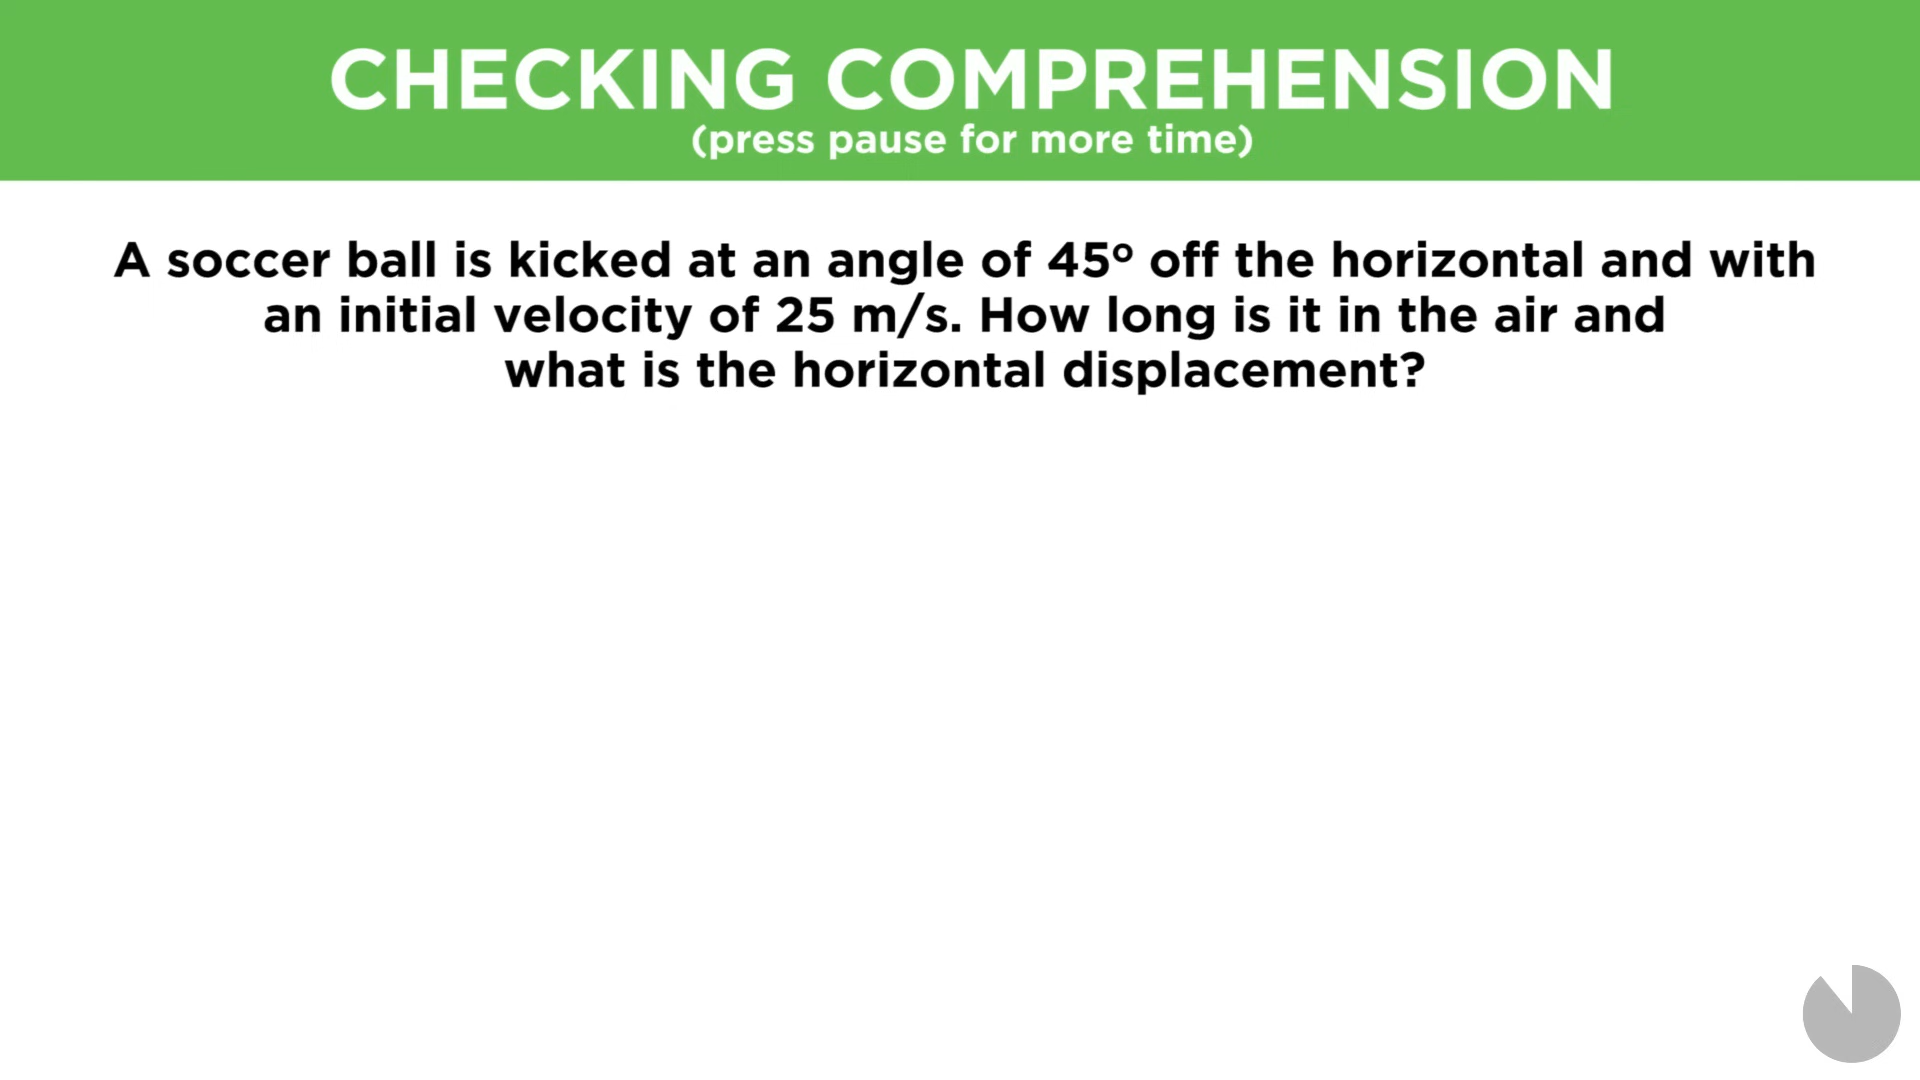 CHECKING COMPREHENSION
(press pause for more time)
A soccer ball is kicked at an angle of 45º off the horizontal and with
an initial velocity of 25 m/s. How long is it in the air and
what is the horizontal displacement?